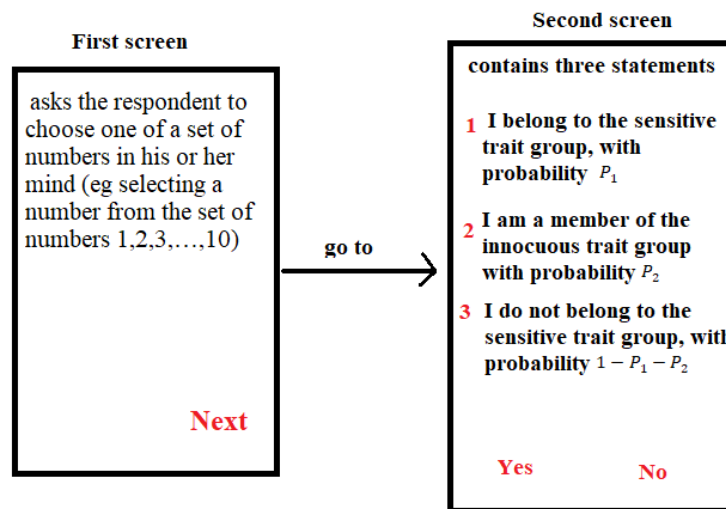 First screen
asks the respondent to
choose one of a set of
numbers in his or her
mind (eg selecting a
number from the set of
numbers 1,2,3,...,10)
Next
go to
Second screen
contains three statements
1 I belong to the sensitive
trait group, with
probability P₁
2 I am a member of the
innocuous trait group
with probability P₂
3 I do not belong to the
sensitive trait group, with
probability 1 − P₁ − P₂
Yes No